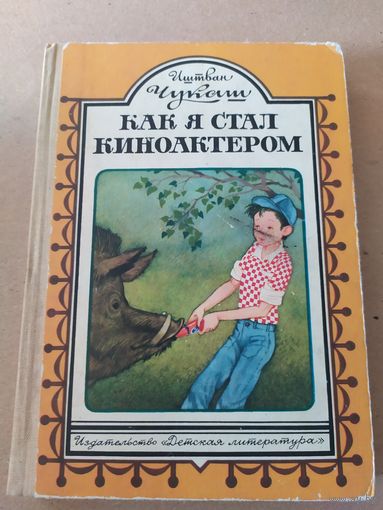 Иштван
Чукаш
КАК Я СТАЛ
КИНОАКТЕРОМ
Издательство «Детская литература»